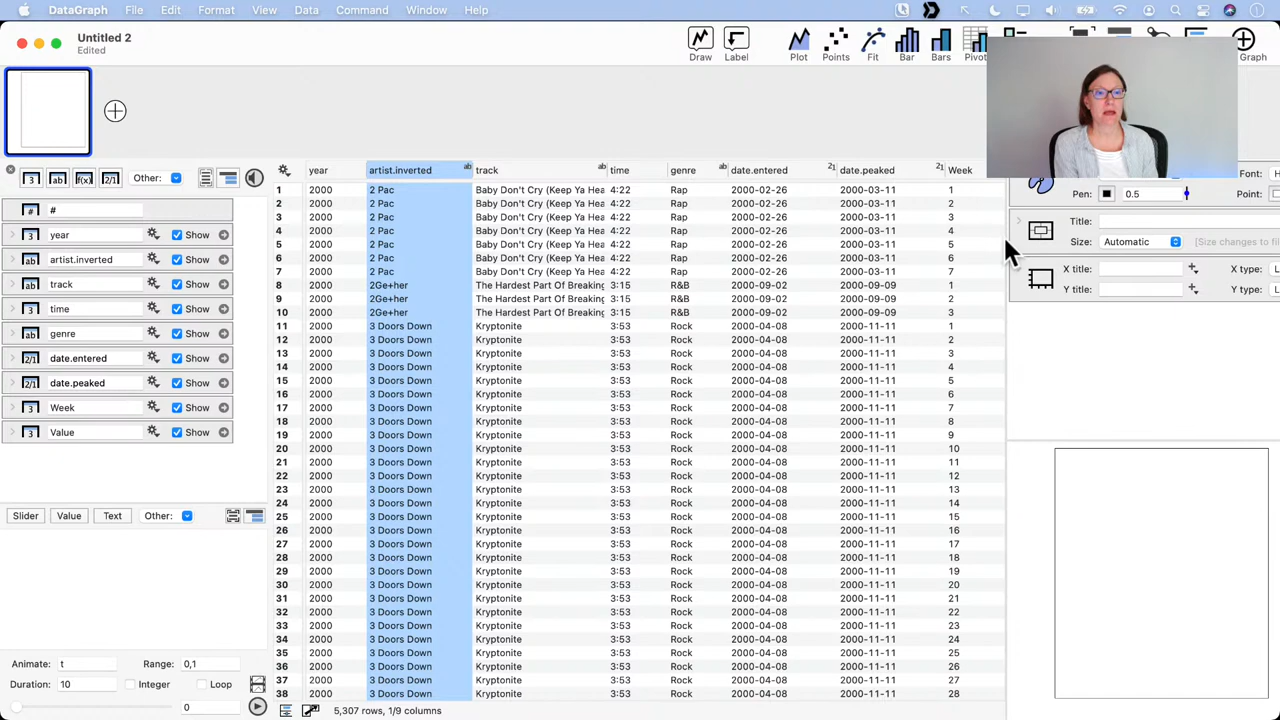 DataGraph File Edit Format View Data Command Window Help
Untitled 2
Edited
Draw Label Plot Points Fit Bar Bars Pivot Graph
Other:
#
year Show
artist.inverted Show
track Show
time Show
genre Show
date.entered Show
date.peaked Show
Week Show
Value Show
Slider Value Text Other:
Animate: t Range: 0,1
Duration: 10 Integer Loop
0
year artist.inverted track time genre date.entered date.peaked Week
1 2000 2 Pac Baby Don't Cry (Keep Ya Hea 4:22 Rap 2000-02-26 2000-03-11 1
2 2000 2 Pac Baby Don't Cry (Keep Ya Hea 4:22 Rap 2000-02-26 2000-03-11 2
3 2000 2 Pac Baby Don't Cry (Keep Ya Hea 4:22 Rap 2000-02-26 2000-03-11 3
4 2000 2 Pac Baby Don't Cry (Keep Ya Hea 4:22 Rap 2000-02-26 2000-03-11 4
5 2000 2 Pac Baby Don't Cry (Keep Ya Hea 4:22 Rap 2000-02-26 2000-03-11 5
6 2000 2 Pac Baby Don't Cry (Keep Ya Hea 4:22 Rap 2000-02-26 2000-03-11 6
7 2000 2 Pac Baby Don't Cry (Keep Ya Hea 4:22 Rap 2000-02-26 2000-03-11 7
8 2000 2Ge+her The Hardest Part Of Breaking 3:15 R&B 2000-09-02 2000-09-09 1
9 2000 2Ge+her The Hardest Part Of Breaking 3:15 R&B 2000-09-02 2000-09-09 2
10 2000 2Ge+her The Hardest Part Of Breaking 3:15 R&B 2000-09-02 2000-09-09 3
11 2000 3 Doors Down Kryptonite 3:53 Rock 2000-04-08 2000-11-11 1
12 2000 3 Doors Down Kryptonite 3:53 Rock 2000-04-08 2000-11-11 2
13 2000 3 Doors Down Kryptonite 3:53 Rock 2000-04-08 2000-11-11 3
14 2000 3 Doors Down Kryptonite 3:53 Rock 2000-04-08 2000-11-11 4
15 2000 3 Doors Down Kryptonite 3:53 Rock 2000-04-08 2000-11-11 5
16 2000 3 Doors Down Kryptonite 3:53 Rock 2000-04-08 2000-11-11 6
17 2000 3 Doors Down Kryptonite 3:53 Rock 2000-04-08 2000-11-11 7
18 2000 3 Doors Down Kryptonite 3:53 Rock 2000-04-08 2000-11-11 8
19 2000 3 Doors Down Kryptonite 3:53 Rock 2000-04-08 2000-11-11 9
20 2000 3 Doors Down Kryptonite 3:53 Rock 2000-04-08 2000-11-11 10
21 2000 3 Doors Down Kryptonite 3:53 Rock 2000-04-08 2000-11-11 11
22 2000 3 Doors Down Kryptonite 3:53 Rock 2000-04-08 2000-11-11 12
23 2000 3 Doors Down Kryptonite 3:53 Rock 2000-04-08 2000-11-11 13
24 2000 3 Doors Down Kryptonite 3:53 Rock 2000-04-08 2000-11-11 14
25 2000 3 Doors Down Kryptonite 3:53 Rock 2000-04-08 2000-11-11 15
26 2000 3 Doors Down Kryptonite 3:53 Rock 2000-04-08 2000-11-11 16
27 2000 3 Doors Down Kryptonite 3:53 Rock 2000-04-08 2000-11-11 17
28 2000 3 Doors Down Kryptonite 3:53 Rock 2000-04-08 2000-11-11 18
29 2000 3 Doors Down Kryptonite 3:53 Rock 2000-04-08 2000-11-11 19
30 2000 3 Doors Down Kryptonite 3:53 Rock 2000-04-08 2000-11-11 20
31 2000 3 Doors Down Kryptonite 3:53 Rock 2000-04-08 2000-11-11 21
32 2000 3 Doors Down Kryptonite 3:53 Rock 2000-04-08 2000-11-11 22
33 2000 3 Doors Down Kryptonite 3:53 Rock 2000-04-08 2000-11-11 23
34 2000 3 Doors Down Kryptonite 3:53 Rock 2000-04-08 2000-11-11 24
35 2000 3 Doors Down Kryptonite 3:53 Rock 2000-04-08 2000-11-11 25
36 2000 3 Doors Down Kryptonite 3:53 Rock 2000-04-08 2000-11-11 26
37 2000 3 Doors Down Kryptonite 3:53 Rock 2000-04-08 2000-11-11 27
38 2000 3 Doors Down Kryptonite 3:53 Rock 2000-04-08 2000-11-11 28
5,307 rows, 1/9 columns
Font: H
Pen: 0.5 Point:
Title:
Size: Automatic [Size changes to fil
X title: X type: L
Y title: Y type: L